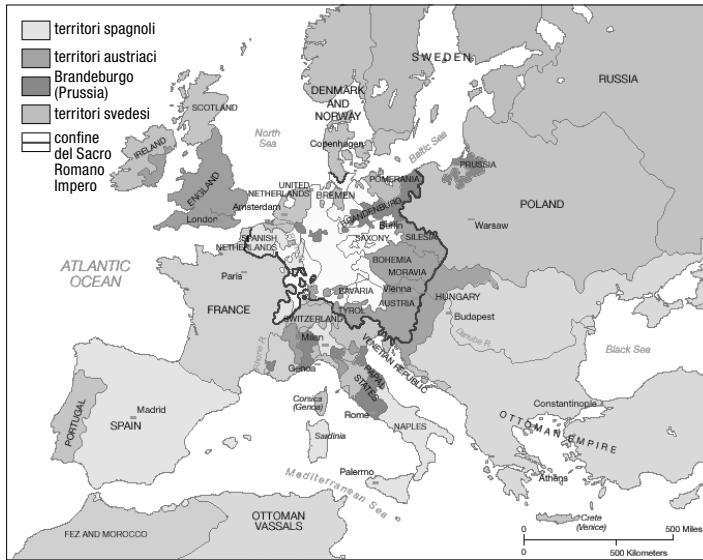 territori spagnoli
territori austriaci
Brandeburgo
(Prussia)
territori svedesi
confine
del Sacro
Romano
Impero
SWEDEN
RUSSIA
DENMARK
AND
NORWAY
SCOTLAND
North
Sea
Copenhagen
Baltic Sea
IRELAND
PRUSSIA
POMERANIA
ENGLAND
UNITED
NETHERLANDS
BREMEN
Amsterdam
BRANDENBURG
Berlin
POLAND
London
Warsaw
SPANISH
NETHERLANDS
SAXONY
SILESIA
BOHEMIA
MORAVIA
ATLANTIC
OCEAN
Paris
BAVARIA
Vienna
AUSTRIA
HUNGARY
FRANCE
TYROL
Budapest
SWITZERLAND
Milan
VENETIAN REPUBLIC
Danube R.
Black Sea
Rhone R.
Genoa
PAPAL
STATES
Corsica
(Genoa)
Rome
Constantinople
PORTUGAL
Madrid
SPAIN
NAPLES
OTTOMAN EMPIRE
Sardinia
Palermo
Athens
Mediterranean Sea
Crete
(Venice)
FEZ AND MOROCCO
OTTOMAN
VASSALS
0 500 Miles
0 500 Kilometers